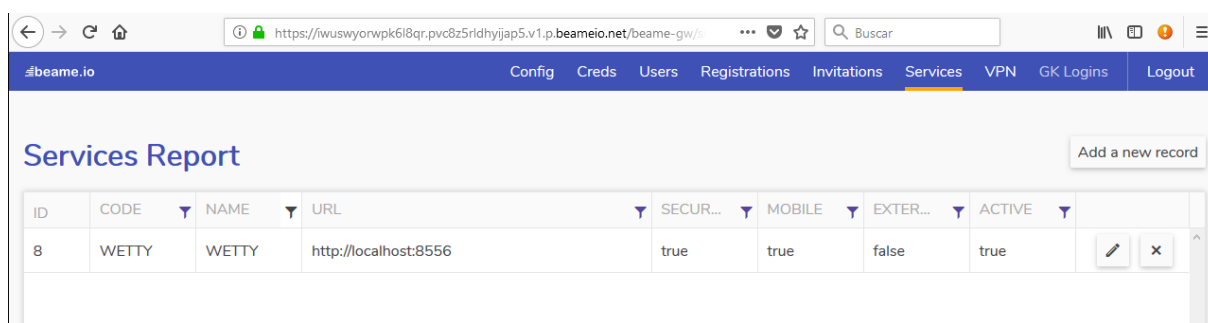 https://iwuswyorwpk6l8qr.pvc8z5rldhyijap5.v1.p.beameio.net/beame-gw/s Buscar
beame.io Config Creds Users Registrations Invitations Services VPN GK Logins Logout
Services Report Add a new record
ID CODE NAME URL SECUR... MOBILE EXTER... ACTIVE
8 WETTY WETTY http://localhost:8556 true true false true